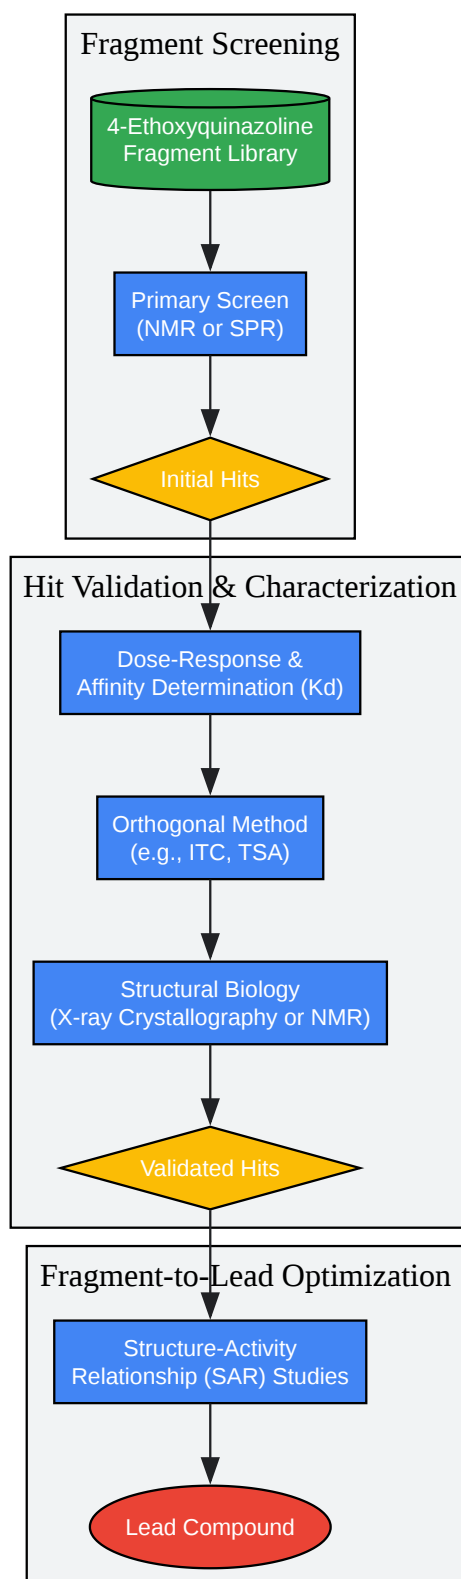 Fragment Screening
4-Ethoxyquinazoline
Fragment Library
Primary Screen
(NMR or SPR)
Initial Hits
Hit Validation & Characterization
Dose-Response &
Affinity Determination (Kd)
Orthogonal Method
(e.g., ITC, TSA)
Structural Biology
(X-ray Crystallography or NMR)
Validated Hits
Fragment-to-Lead Optimization
Structure-Activity
Relationship (SAR) Studies
Lead Compound